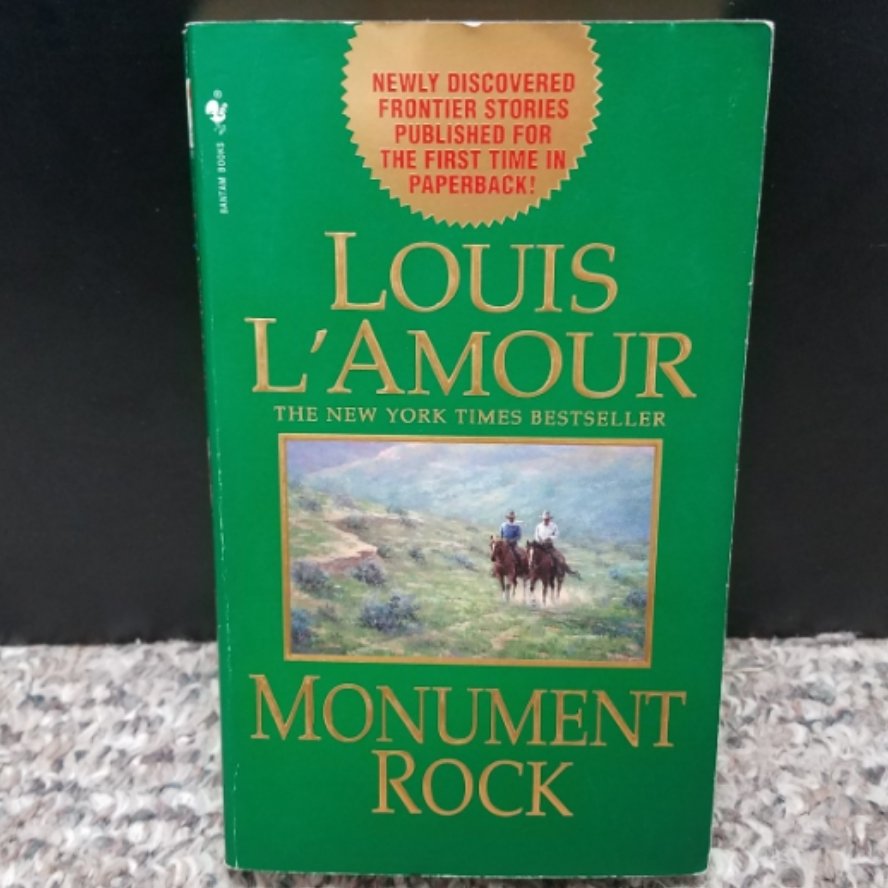 NEWLY DISCOVERED
FRONTIER STORIES
PUBLISHED FOR
THE FIRST TIME IN
PAPERBACK!
BANTAM BOOKS
LOUIS
L'AMOUR
THE NEW YORK TIMES BESTSELLER
MONUMENT
ROCK